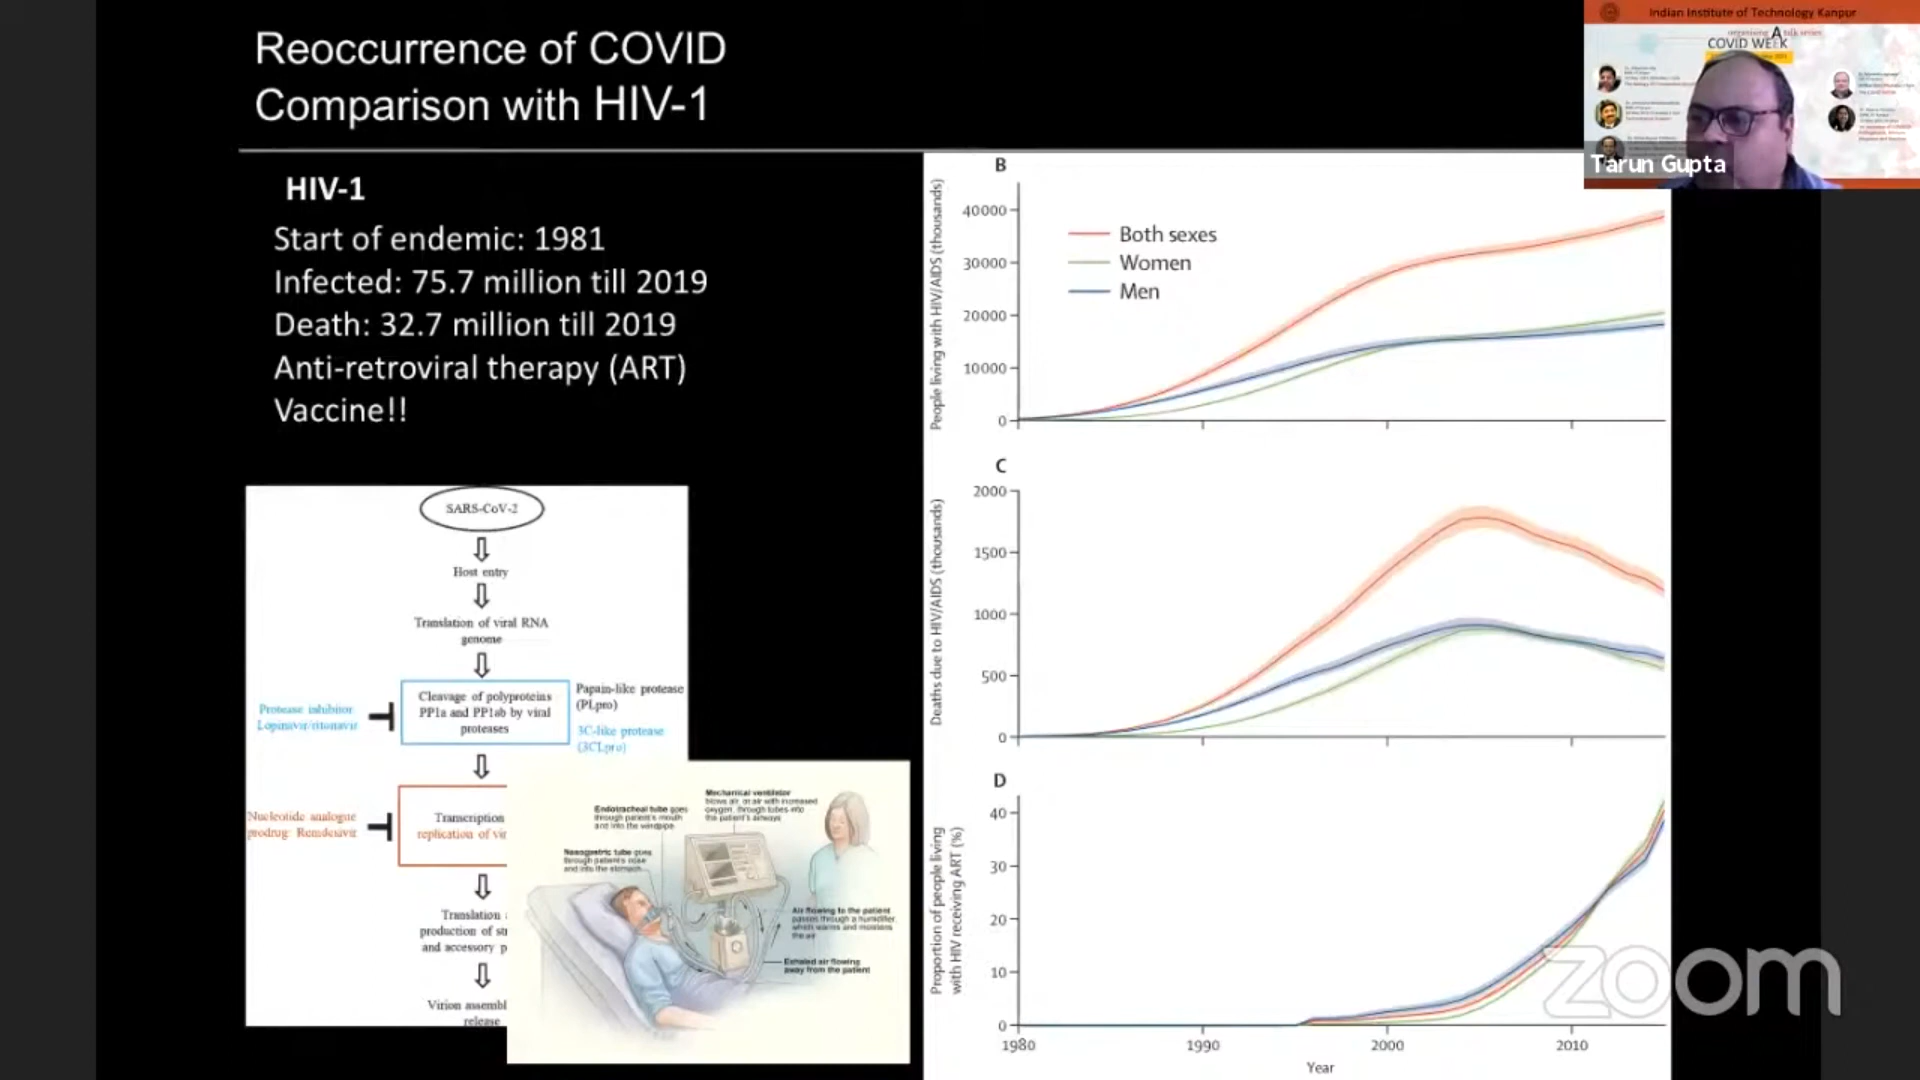 Reoccurrence of COVID
Comparison with HIV-1
HIV-1
Start of endemic: 1981
Infected: 75.7 million till 2019
Death: 32.7 million till 2019
Anti-retroviral therapy (ART)
Vaccine!!
SARS-CoV-2
Host entry
Translation of viral RNA
genome
Cleavage of polyproteins
PP1a and PP1ab by viral
proteases
Papain-like protease
(PLpro)
3C-like protease
(3CLpro)
Protease inhibitor
Lopinavir/ritonavir
Nucleotide analogue
prodrug: Remdesivir
Transcription
replication of vir
Translation
production of str
and accessory p
Virion assembl
release
Mechanical ventilator
blows air, or air with increased
oxygen, through tubes into
the patient's airways
Endotracheal tube goes
through patient's mouth
and into the windpipe
Nasogastric tube goes
through patient's nose
and into the stomach
Air flowing to the patient
passes through a humidifier,
which warms and moistens
the air
Exhaled air flowing
away from the patient
B
People living with HIV/AIDS (thousands)
40000
30000
20000
10000
0
Both sexes
Women
Men
C
Deaths due to HIV/AIDS (thousands)
2000
1500
1000
500
0
D
Proportion of people living
with HIV receiving ART (%)
40
30
20
10
0
1980 1990 2000 2010
Year
Indian Institute of Technology Kanpur
organising A talk series
COVID WEEK
Tarun Gupta
zoom